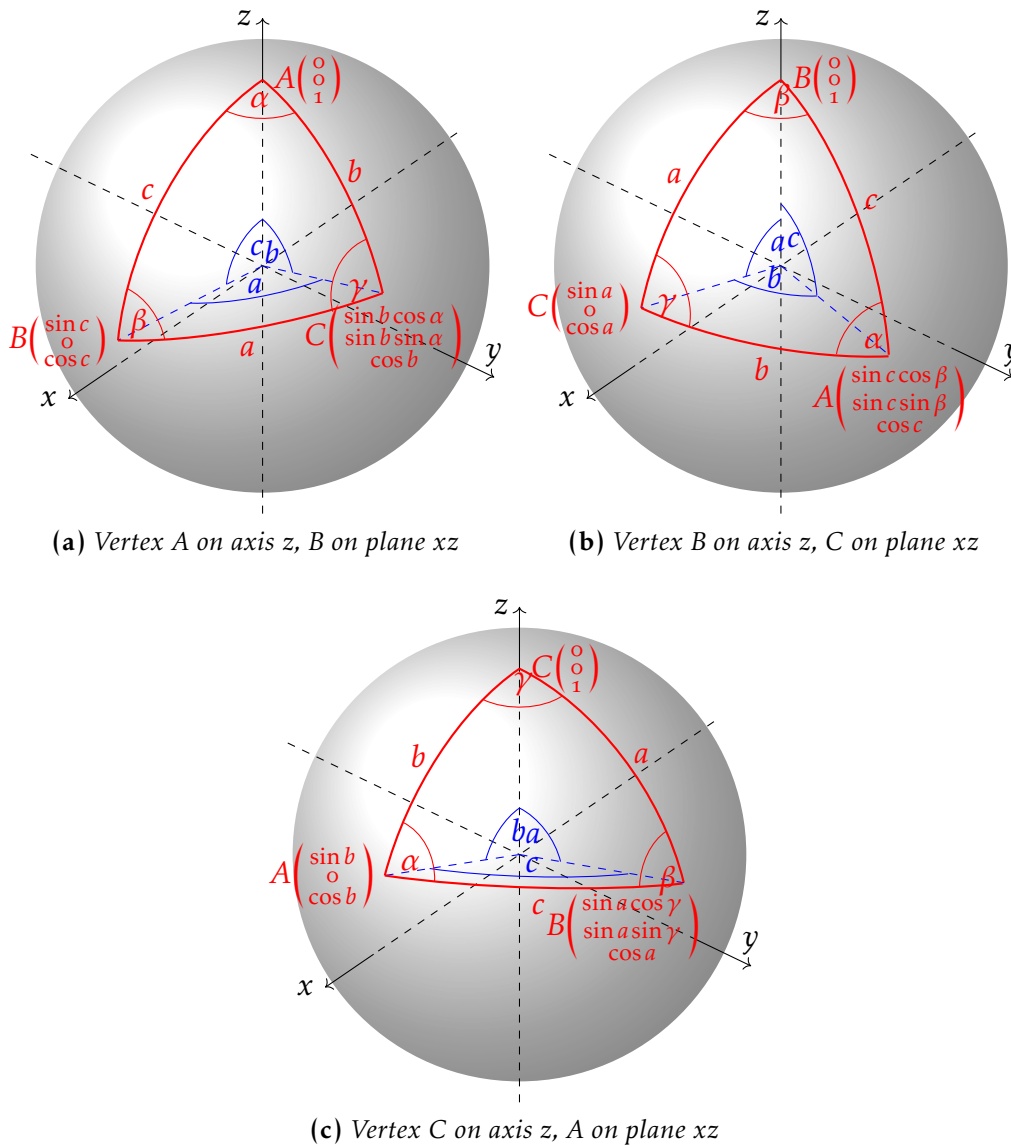 z
A(0 0 1)
α
c
b
c b
a
β
γ
B(sin c 0 cos c)
a
C(sin b cos α sin b sin α cos b)
x
y
(a) Vertex A on axis z, B on plane xz
z
B(0 0 1)
β
a
c
a c
b
C(sin a 0 cos a)
γ
α
b
A(sin c cos β sin c sin β cos c)
x
y
(b) Vertex B on axis z, C on plane xz
z
C(0 0 1)
γ
b
a
b a
c
A(sin b 0 cos b)
α
β
c
B(sin a cos γ sin a sin γ cos a)
x
y
(c) Vertex C on axis z, A on plane xz